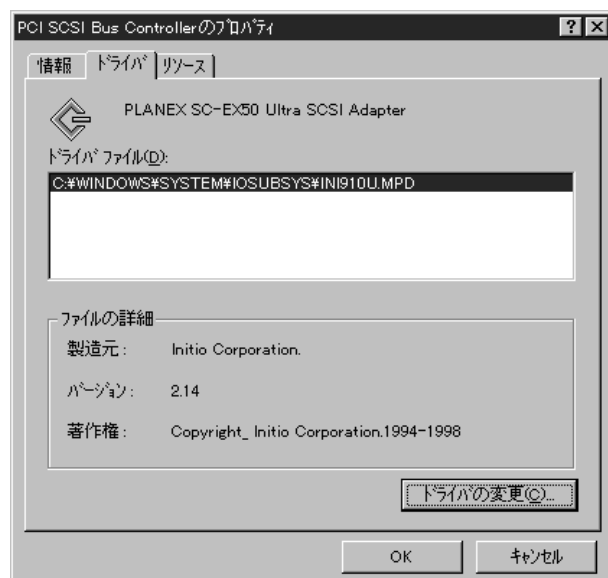 PCI SCSI Bus Controllerのﾌﾟﾛﾊﾟﾃｨ
情報 ﾄﾞﾗｲﾊﾞ ﾘｿｰｽ
PLANEX SC-EX50 Ultra SCSI Adapter
ﾄﾞﾗｲﾊﾞ ﾌｧｲﾙ(D):
C:¥WINDOWS¥SYSTEM¥IOSUBSYS¥INI910U.MPD
ﾌｧｲﾙの詳細
製造元: Initio Corporation.
ﾊﾞｰｼﾞｮﾝ: 2.14
著作権: Copyright_ Initio Corporation.1994-1998
ﾄﾞﾗｲﾊﾞの変更(C)...
OK ｷｬﾝｾﾙ